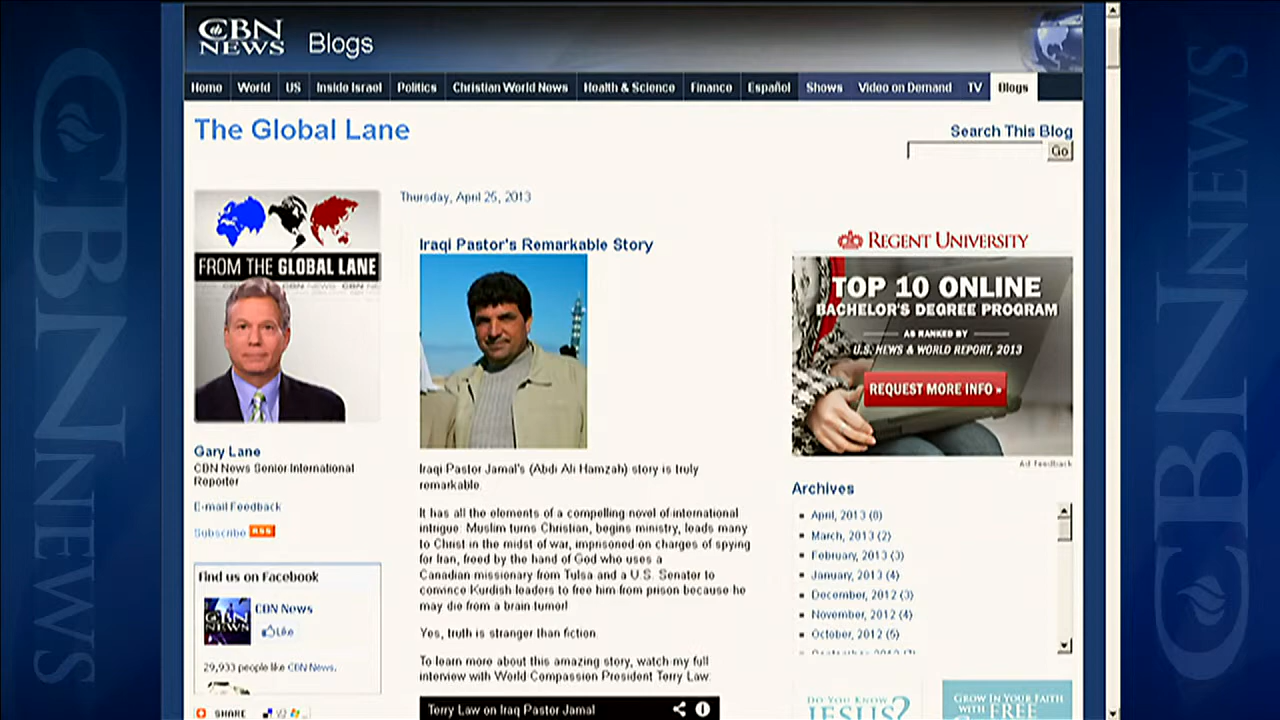 CBN NEWS Blogs
Home World US Inside Israel Politics Christian World News Health & Science Finance Español Shows Video on Demand TV Blogs
The Global Lane
Search This Blog
Go
Thursday, April 25, 2013
Iraqi Pastor's Remarkable Story
FROM THE GLOBAL LANE
Gary Lane
CBN News Senior International
Reporter
E-mail Feedback
Subscribe RSS
Find us on Facebook
CBN News
Like
29,933 people like CBN News.
SHARE
Iraqi Pastor Jamal's (Abdi Ali Hamzah) story is truly
remarkable.
It has all the elements of a compelling novel of international
intrigue: Muslim turns Christian, begins ministry, leads many
to Christ in the midst of war, imprisoned on charges of spying
for Iran, freed by the hand of God who uses a
Canadian missionary from Tulsa and a U.S. Senator to
convince Kurdish leaders to free him from prison because he
may die from a brain tumor!
Yes, truth is stranger than fiction.
To learn more about this amazing story, watch my full
interview with World Compassion President Terry Law.
Terry Law on Iraq Pastor Jamal
REGENT UNIVERSITY
TOP 10 ONLINE
BACHELOR'S DEGREE PROGRAM
AS RANKED BY
U.S. NEWS & WORLD REPORT, 2013
REQUEST MORE INFO »
Ad Feedback
Archives
April, 2013 (8)
March, 2013 (2)
February, 2013 (3)
January, 2013 (4)
December, 2012 (3)
November, 2012 (4)
October, 2012 (5)
DO YOU KNOW
JESUS?
GROW IN YOUR FAITH
WITH FREE
CBN NEWS
CBN NEWS